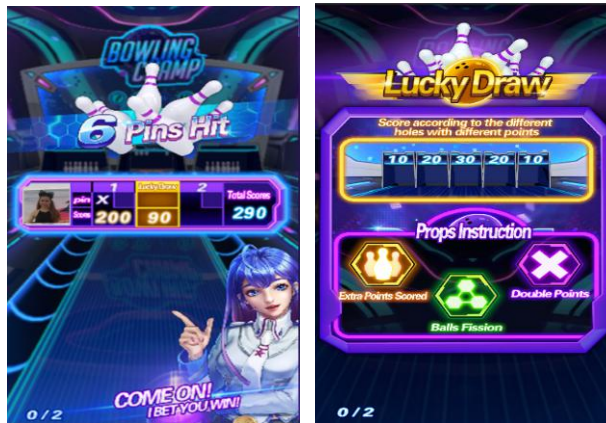 BOWLING
CHAMP
6 Pins Hit
1 Lucky Draw 2 Total Scores
pin X
Score 200 90 290
COME ON!
I BET YOU WIN!
0/2
Lucky Draw
Score according to the different
holes with different points
10 20 30 20 10
Props Instruction
Extra Points Scored
Double Points
Balls Fission
0/2